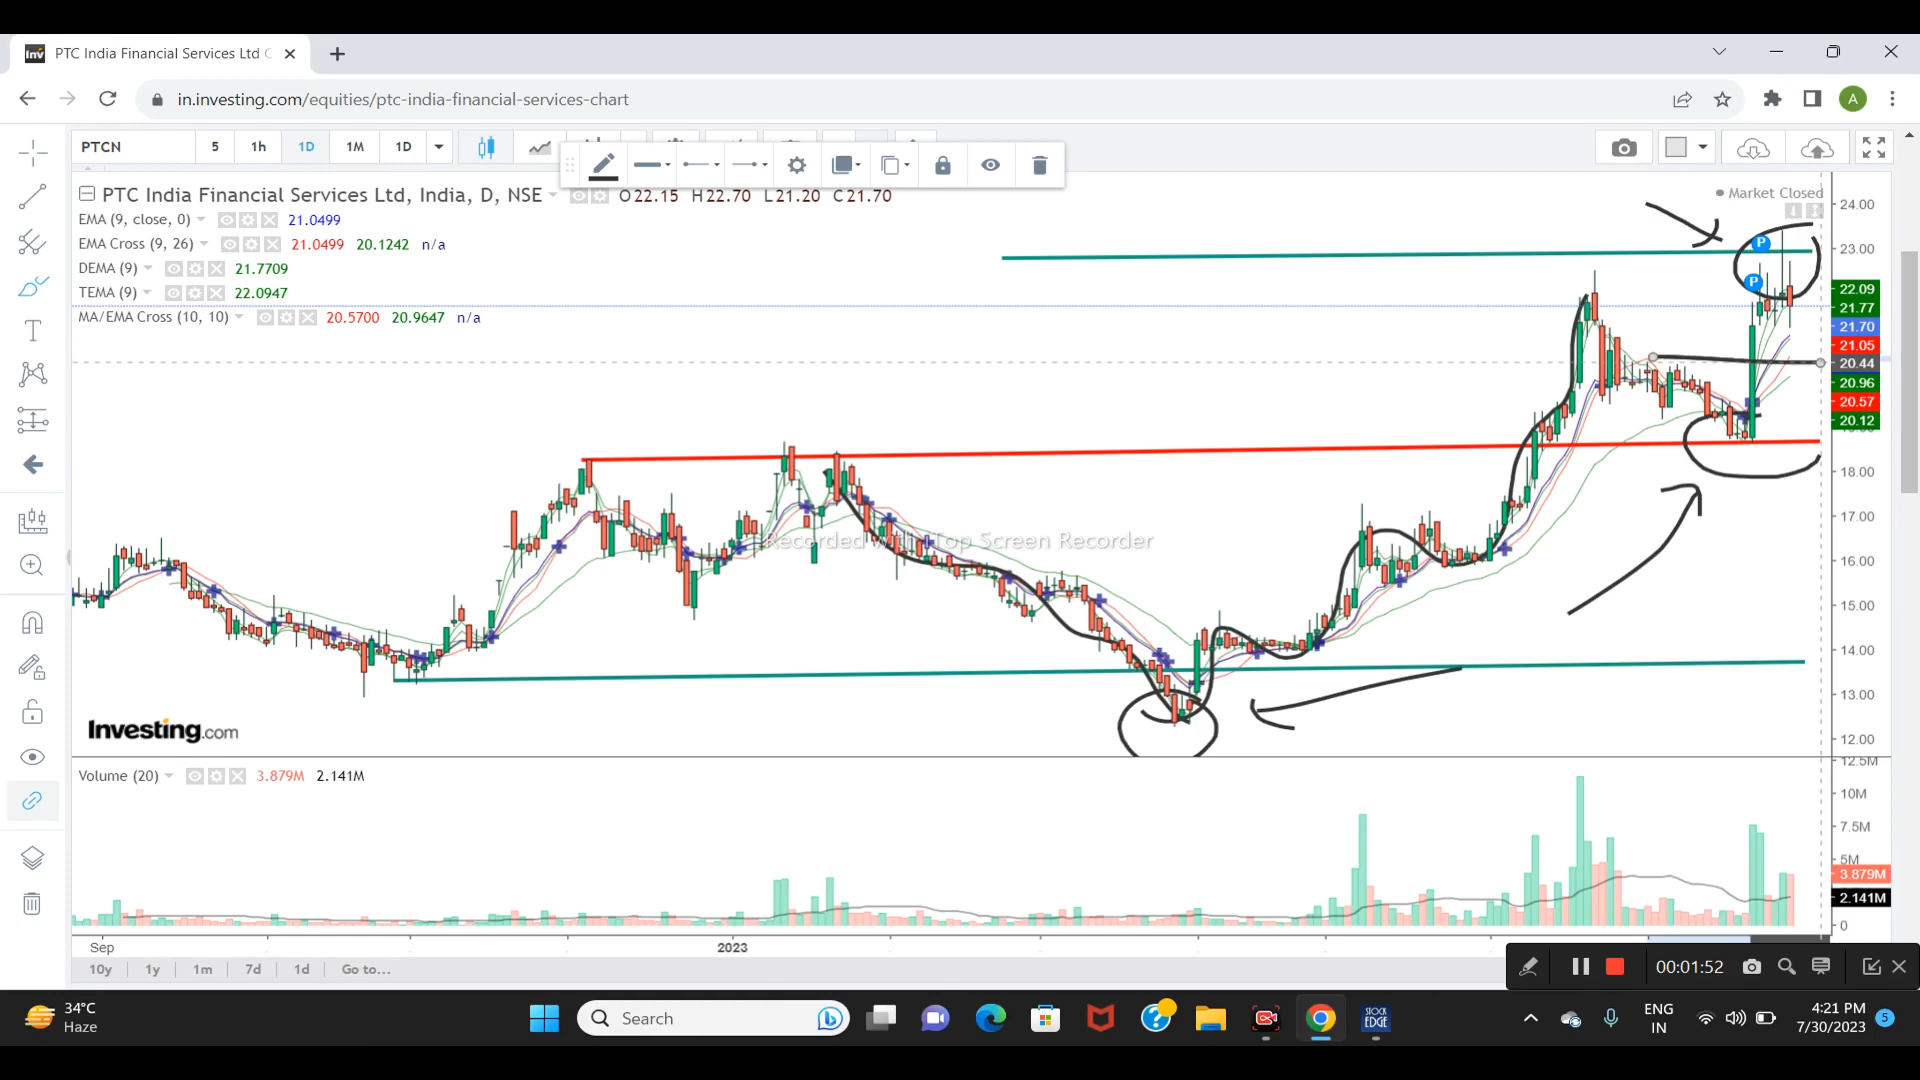 PTC India Financial Services Ltd C
in.investing.com/equities/ptc-india-financial-services-chart
A
PTCN 5 1h 1D 1M 1D
PTC India Financial Services Ltd, India, D, NSE O22.15 H22.70 L21.20 C21.70
Market Closed
EMA (9, close, 0) 21.0499
EMA Cross (9, 26) 21.0499 20.1242 n/a
DEMA (9) 21.7709
TEMA (9) 22.0947
MA/EMA Cross (10, 10) 20.5700 20.9647 n/a
24.00
23.00
P
P
22.09
21.77
21.70
21.05
20.44
20.96
20.57
20.12
18.00
17.00
16.00
15.00
14.00
13.00
12.00
Recorded with iTop Screen Recorder
Investing.com
Volume (20) 3.879M 2.141M
12.5M
10M
7.5M
5M
3.879M
2.141M
0
Sep 2023
10y 1y 1m 7d 1d Go to...
00:01:52
34°C
Haze
Search
STOCK
EDGE
ENG
IN
4:21 PM
7/30/2023
5